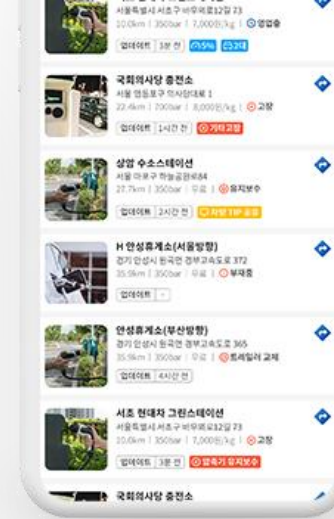 서울특별시 서초구 바우뫼로12길 73
10.0km | 350bar | 7,000원/kg | 영업중
업데이트 3분 전 5% 2대
국회의사당 충전소
서울 영등포구 의사당대로 1
22.4km | 700bar | 8,000원/kg | 고장
업데이트 1시간 전 기타고장
상암 수소스테이션
서울 마포구 하늘공원로84
27.7km | 350bar | 무료 | 유지보수
업데이트 2시간 전 차량 TIP 공유
H 안성휴게소(서울방향)
경기 안성시 원곡면 경부고속도로 372
35.9km | 350bar | 무료 | 부재중
업데이트 -
안성휴게소(부산방향)
경기 안성시 원곡면 경부고속도로 365
35.9km | 350bar | 무료 | 트레일러 교체
업데이트 4시간 전
서초 현대차 그린스테이션
서울특별시 서초구 바우뫼로12길 73
10.0km | 350bar | 7,000원/kg | 고장
업데이트 3분 전 압축기 유지보수
국회의사당 충전소